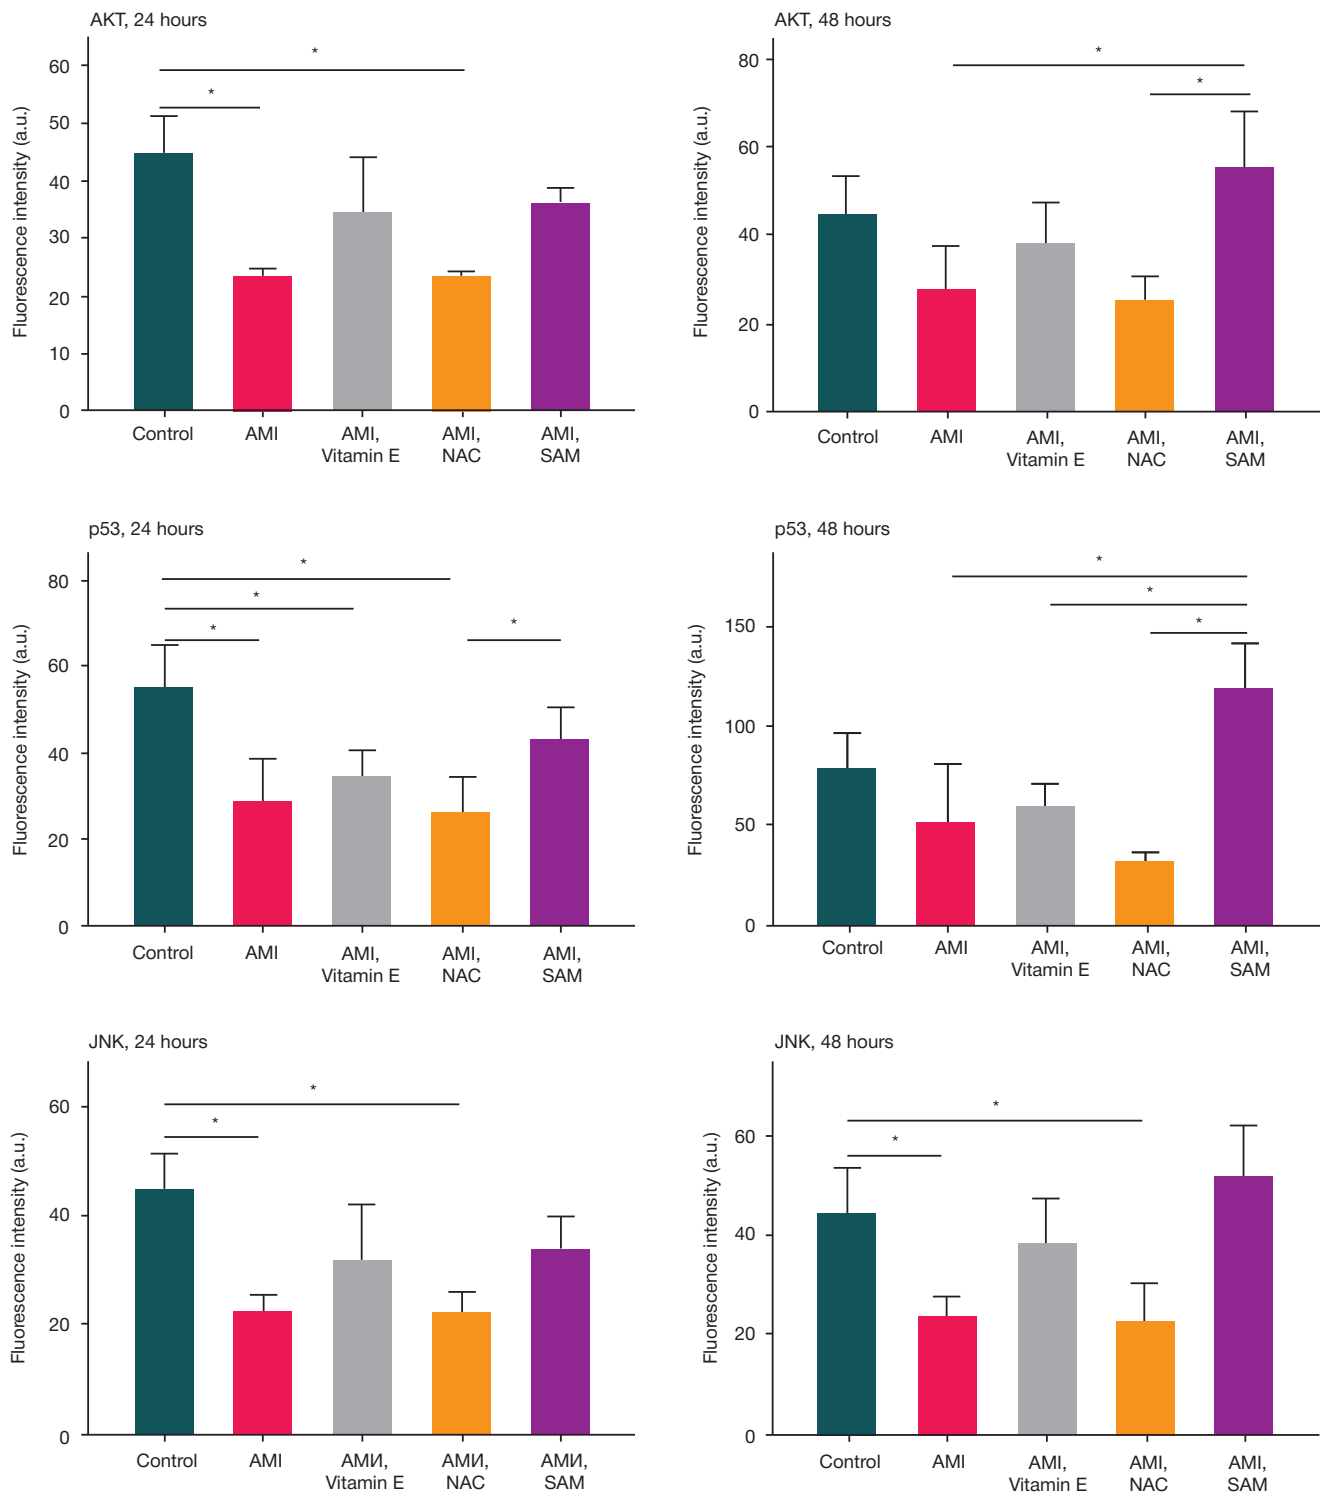 AKT, 24 hours
Fluorescence intensity (a.u.)
60
50
40
30
20
10
0
*
*
Control
AMI
AMI,
Vitamin E
AMI,
NAC
AMI,
SAM
AKT, 48 hours
Fluorescence intensity (a.u.)
80
60
40
20
0
*
*
Control
AMI
AMI,
Vitamin E
AMI,
NAC
AMI,
SAM
p53, 24 hours
Fluorescence intensity (a.u.)
80
60
40
20
0
*
*
*
*
Control
AMI
AMI,
Vitamin E
AMI,
NAC
AMI,
SAM
p53, 48 hours
Fluorescence intensity (a.u.)
150
100
50
0
*
*
*
Control
AMI
AMI,
Vitamin E
AMI,
NAC
AMI,
SAM
JNK, 24 hours
Fluorescence intensity (a.u.)
60
40
20
0
*
*
Control
AMI
AMИ,
Vitamin E
AMИ,
NAC
AMИ,
SAM
JNK, 48 hours
Fluorescence intensity (a.u.)
60
40
20
0
*
*
Control
AMI
AMI,
Vitamin E
AMI,
NAC
AMI,
SAM